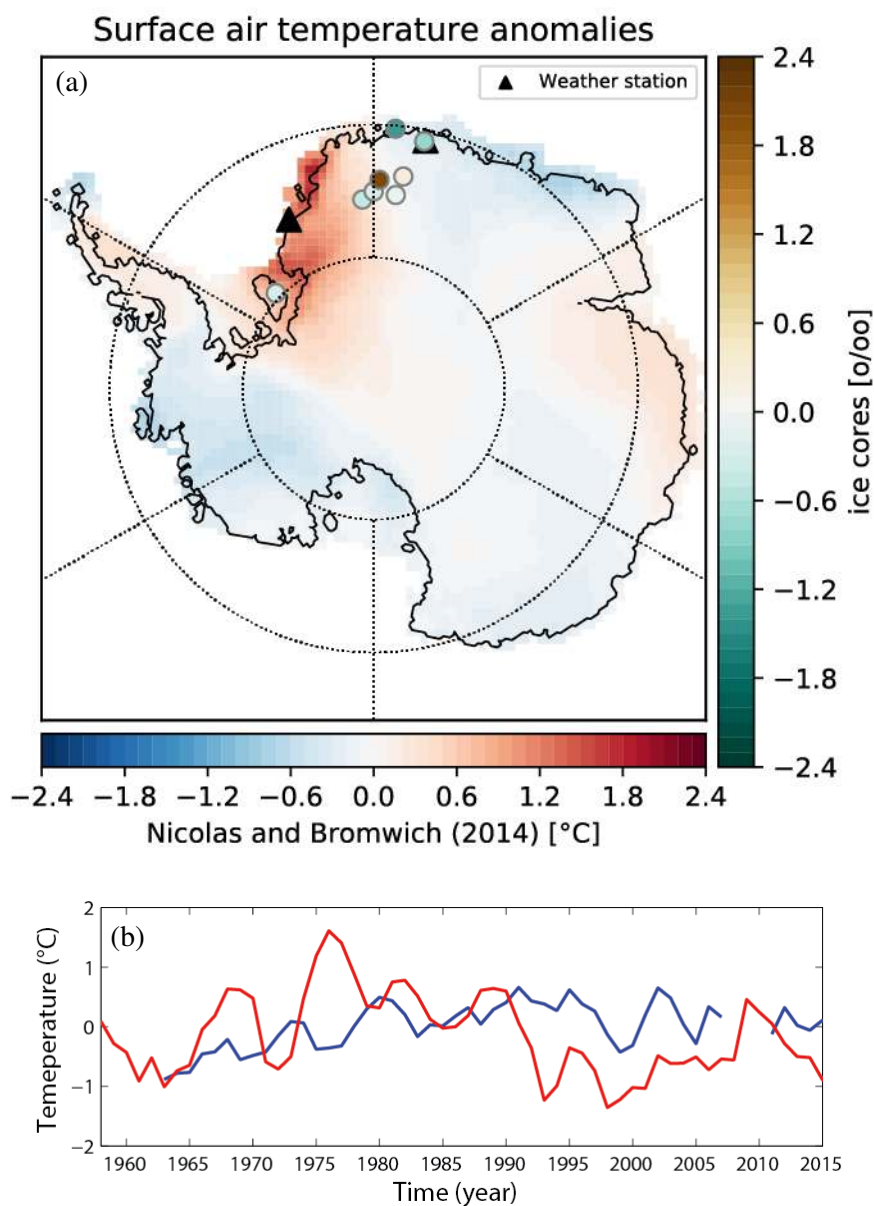 Surface air temperature anomalies
(a)
Weather station
2.4
1.8
1.2
0.6
0.0
−0.6
−1.2
−1.8
−2.4
ice cores [o/oo]
−2.4 −1.8 −1.2 −0.6 0.0 0.6 1.2 1.8 2.4
Nicolas and Bromwich (2014) [°C]
(b)
2
1
0
−1
−2
Temeperature (°C)
1960 1965 1970 1975 1980 1985 1990 1995 2000 2005 2010 2015
Time (year)